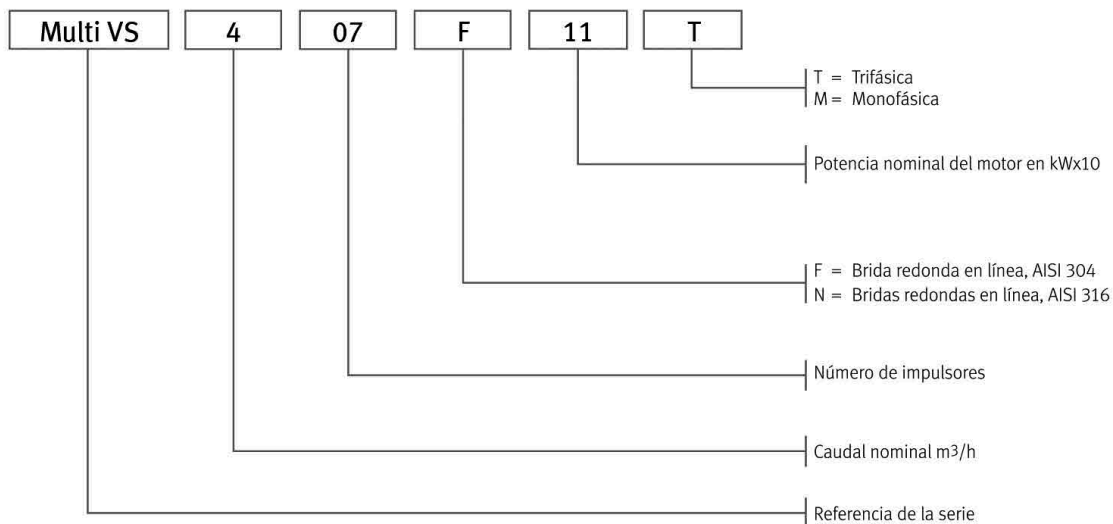 Multi VS 4 07 F 11 T
T = Trifásica
M = Monofásica
Potencia nominal del motor en kWx10
F = Brida redonda en línea, AISI 304
N = Bridas redondas en línea, AISI 316
Número de impulsores
Caudal nominal m3/h
Referencia de la serie